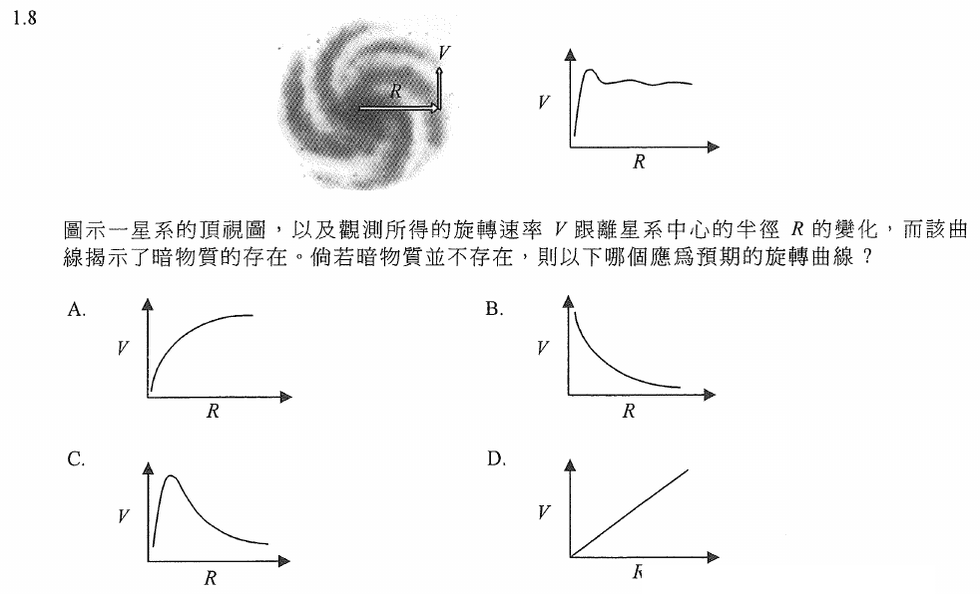 1.8
V
R
V
R
圖示一星系的頂視圖，以及觀測所得的旋轉速率 V 跟離星系中心的半徑 R 的變化，而該曲
線揭示了暗物質的存在。倘若暗物質並不存在，則以下哪個應爲預期的旋轉曲線？
A.
V
R
B.
V
R
C.
V
R
D.
V
R